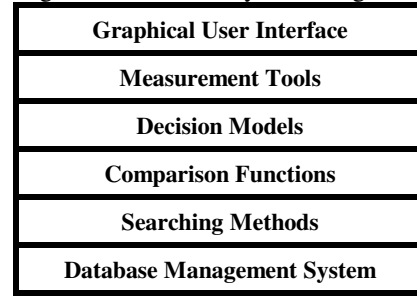 Graphical User Interface
Measurement Tools
Decision Models
Comparison Functions
Searching Methods
Database Management System